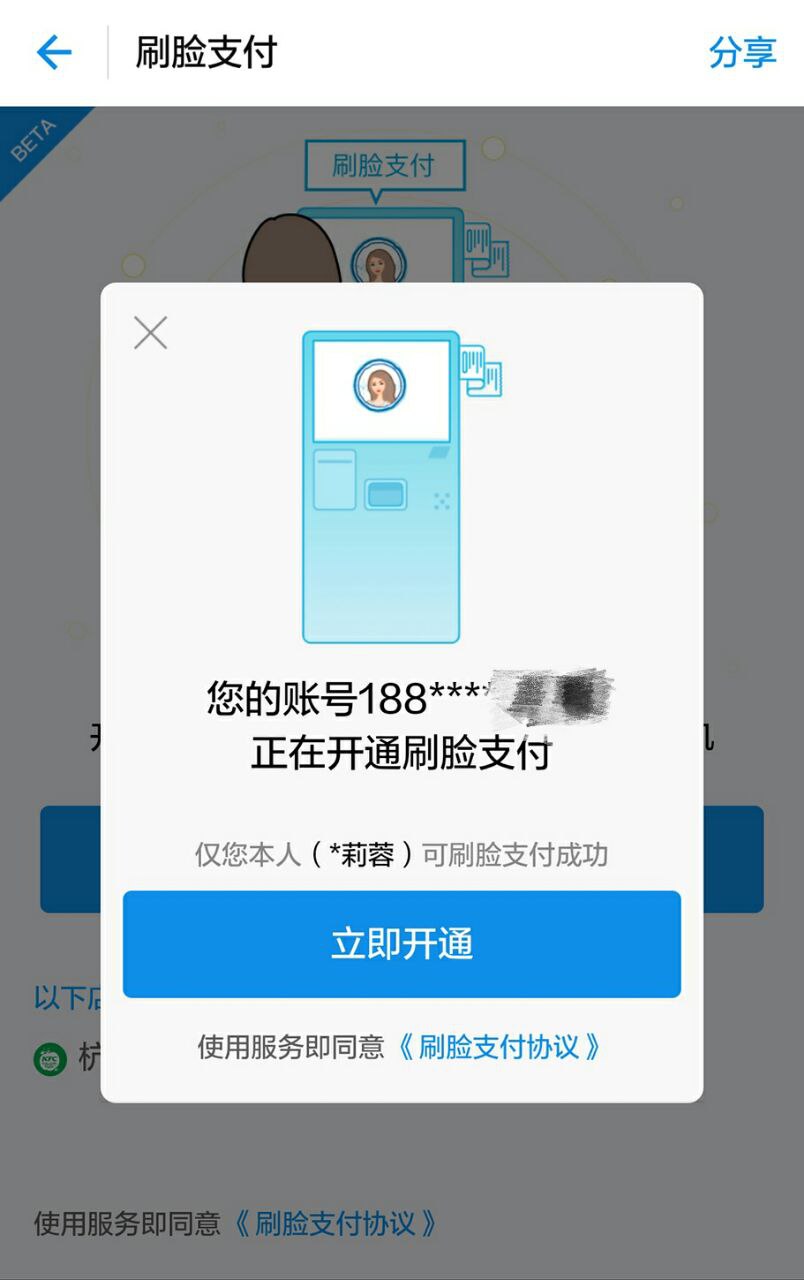 刷脸支付
分享
BETA
刷脸支付
您的账号188****
正在开通刷脸支付
仅您本人（*莉蓉）可刷脸支付成功
立即开通
以下店
KFC
杭
使用服务即同意《刷脸支付协议》
使用服务即同意《刷脸支付协议》